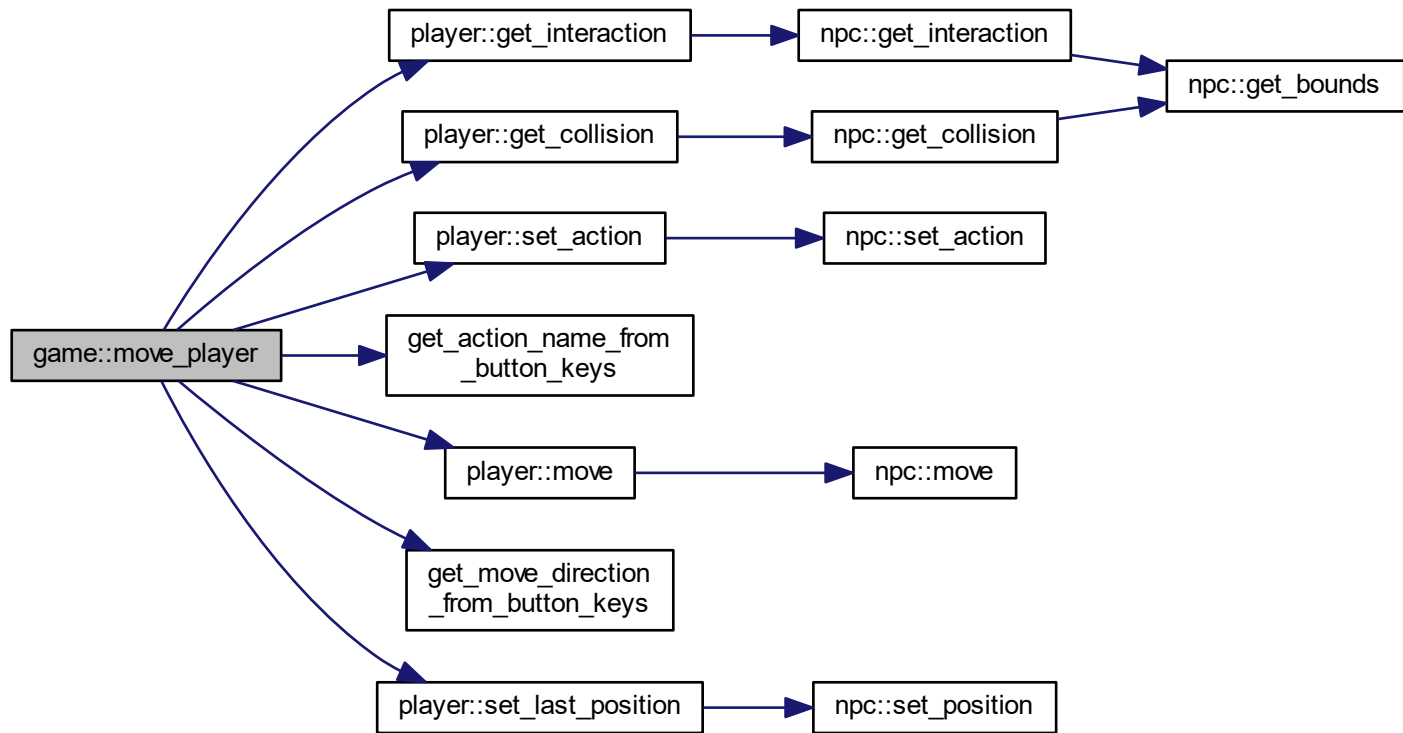 player::get_interaction
npc::get_interaction
npc::get_bounds
player::get_collision
npc::get_collision
player::set_action
npc::set_action
game::move_player
get_action_name_from
_button_keys
player::move
npc::move
get_move_direction
_from_button_keys
player::set_last_position
npc::set_position